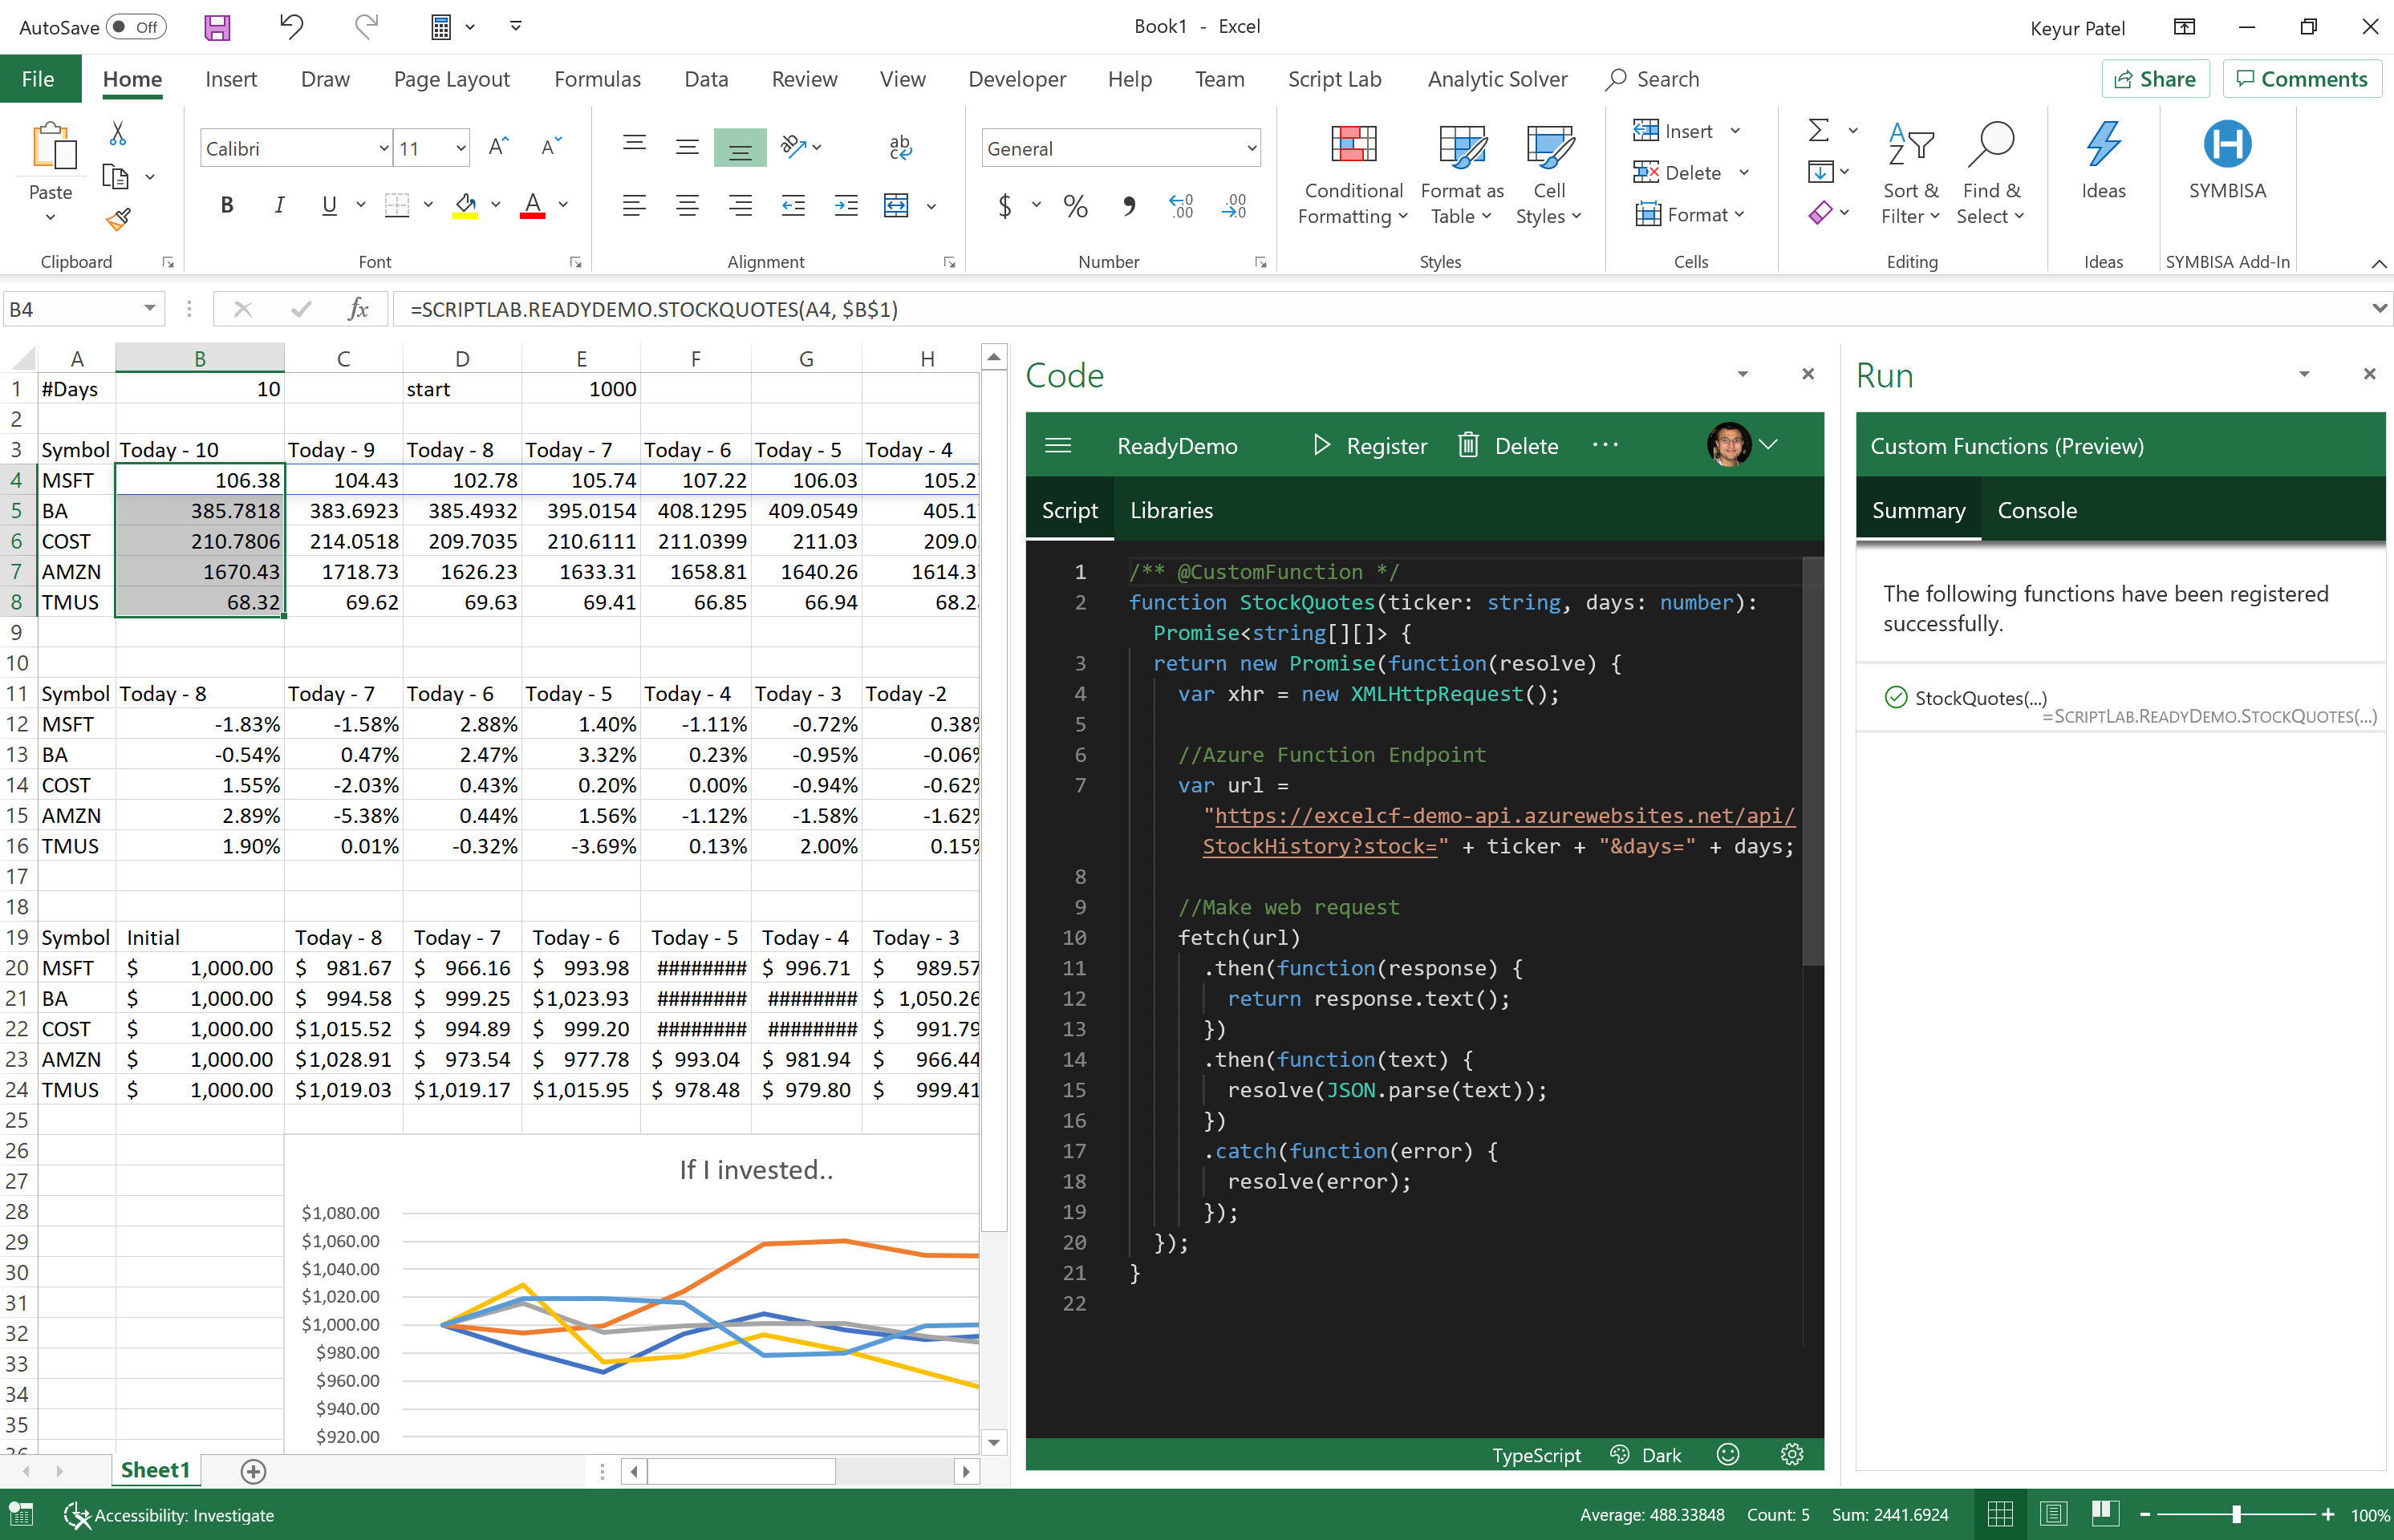 AutoSave Off
Book1 - Excel
Keyur Patel
File Home Insert Draw Page Layout Formulas Data Review View Developer Help Team Script Lab Analytic Solver Search Share Comments
Paste
Clipboard
Calibri 11
B I U A
Font
ab c
Alignment
General
$ % , .00 .00
Number
Conditional Formatting
Format as Table
Cell Styles
Styles
Insert
Delete
Format
Cells
Sort & Filter
Find & Select
Editing
Ideas
Ideas
SYMBISA
SYMBISA Add-In
B4 fx =SCRIPTLAB.READYDEMO.STOCKQUOTES(A4, $B$1)
A B C D E F G H
1 #Days 10 start 1000
2
3 Symbol Today - 10 Today - 9 Today - 8 Today - 7 Today - 6 Today - 5 Today - 4
4 MSFT 106.38 104.43 102.78 105.74 107.22 106.03 105.2
5 BA 385.7818 383.6923 385.4932 395.0154 408.1295 409.0549 405.1
6 COST 210.7806 214.0518 209.7035 210.6111 211.0399 211.03 209.0
7 AMZN 1670.43 1718.73 1626.23 1633.31 1658.81 1640.26 1614.3
8 TMUS 68.32 69.62 69.63 69.41 66.85 66.94 68.2
9
10
11 Symbol Today - 8 Today - 7 Today - 6 Today - 5 Today - 4 Today - 3 Today -2
12 MSFT -1.83% -1.58% 2.88% 1.40% -1.11% -0.72% 0.38%
13 BA -0.54% 0.47% 2.47% 3.32% 0.23% -0.95% -0.06%
14 COST 1.55% -2.03% 0.43% 0.20% 0.00% -0.94% -0.62%
15 AMZN 2.89% -5.38% 0.44% 1.56% -1.12% -1.58% -1.62%
16 TMUS 1.90% 0.01% -0.32% -3.69% 0.13% 2.00% 0.15%
17
18
19 Symbol Initial Today - 8 Today - 7 Today - 6 Today - 5 Today - 4 Today - 3
20 MSFT $ 1,000.00 $ 981.67 $ 966.16 $ 993.98 ######## $ 996.71 $ 989.57
21 BA $ 1,000.00 $ 994.58 $ 999.25 $1,023.93 ######## ######## $ 1,050.26
22 COST $ 1,000.00 $1,015.52 $ 994.89 $ 999.20 ######## ######## $ 991.79
23 AMZN $ 1,000.00 $1,028.91 $ 973.54 $ 977.78 $ 993.04 $ 981.94 $ 966.44
24 TMUS $ 1,000.00 $1,019.03 $1,019.17 $1,015.95 $ 978.48 $ 979.80 $ 999.41
25
26
27
28
29
30
31
32
33
34
35
If I invested..
$1,080.00
$1,060.00
$1,040.00
$1,020.00
$1,000.00
$980.00
$960.00
$940.00
$920.00
Sheet1
Code
ReadyDemo Register Delete ...
Script Libraries
1 /** @CustomFunction */
2 function StockQuotes(ticker: string, days: number):
Promise<string[][]> {
3 return new Promise(function(resolve) {
4 var xhr = new XMLHttpRequest();
5
6 //Azure Function Endpoint
7 var url =
"https://excelcf-demo-api.azurewebsites.net/api/
StockHistory?stock=" + ticker + "&days=" + days;
8
9 //Make web request
10 fetch(url)
11 .then(function(response) {
12 return response.text();
13 })
14 .then(function(text) {
15 resolve(JSON.parse(text));
16 })
17 .catch(function(error) {
18 resolve(error);
19 });
20 });
21 }
22
TypeScript Dark
Run
Custom Functions (Preview)
Summary Console
The following functions have been registered
successfully.
StockQuotes(...)
=SCRIPTLAB.READYDEMO.STOCKQUOTES(...)
Accessibility: Investigate
Average: 488.33848 Count: 5 Sum: 2441.6924 100%